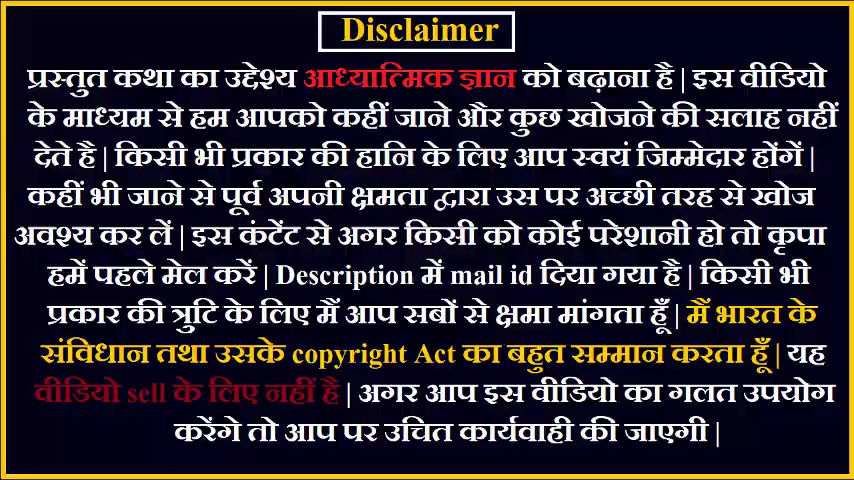 Disclaimer
प्रस्तुत कथा का उद्देश्य आध्यात्मिक ज्ञान को बढ़ाना है | इस वीडियो
के माध्यम से हम आपको कहीं जाने और कुछ खोजने की सलाह नहीं
देते है | किसी भी प्रकार की हानि के लिए आप स्वयं जिम्मेदार होंगें |
कहीं भी जाने से पूर्व अपनी क्षमता द्वारा उस पर अच्छी तरह से खोज
अवश्य कर लें | इस कंटेंट से अगर किसी को कोई परेशानी हो तो कृपा
हमें पहले मेल करें | Description में mail id दिया गया है | किसी भी
प्रकार की त्रुटि के लिए मैं आप सबों से क्षमा मांगता हूँ | मैं भारत के
संविधान तथा उसके copyright Act का बहुत सम्मान करता हूँ | यह
वीडियो sell के लिए नहीं है | अगर आप इस वीडियो का गलत उपयोग
करेंगे तो आप पर उचित कार्यवाही की जाएगी |